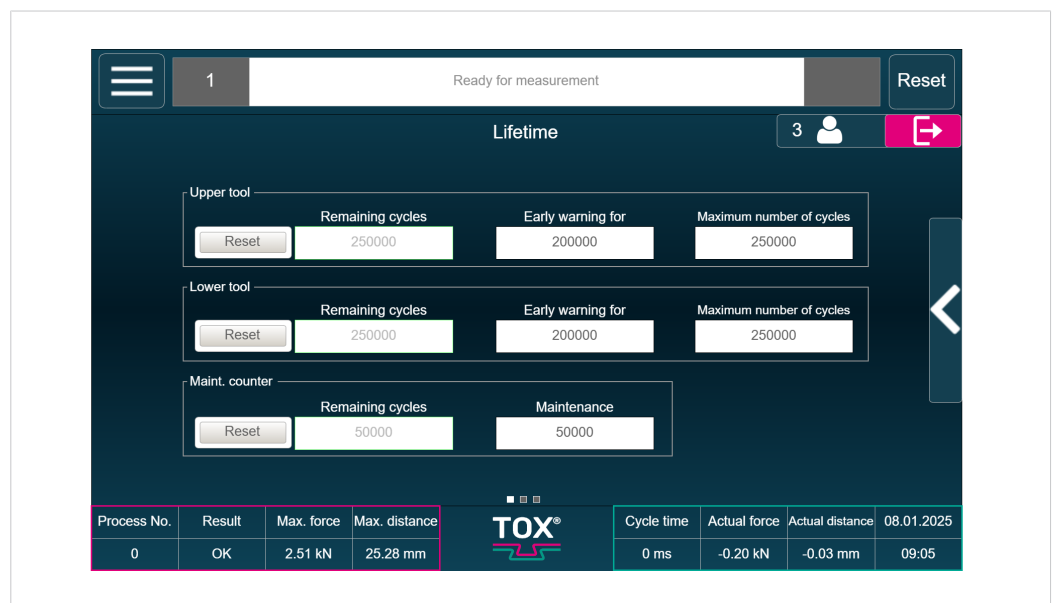 1 Ready for measurement Reset
Lifetime 3
Upper tool
Remaining cycles Early warning for Maximum number of cycles
Reset 250000 200000 250000
Lower tool
Remaining cycles Early warning for Maximum number of cycles
Reset 250000 200000 250000
Maint. counter
Remaining cycles Maintenance
Reset 50000 50000
Process No. Result Max. force Max. distance TOX® Cycle time Actual force Actual distance 08.01.2025
0 OK 2.51 kN 25.28 mm 0 ms -0.20 kN -0.03 mm 09:05